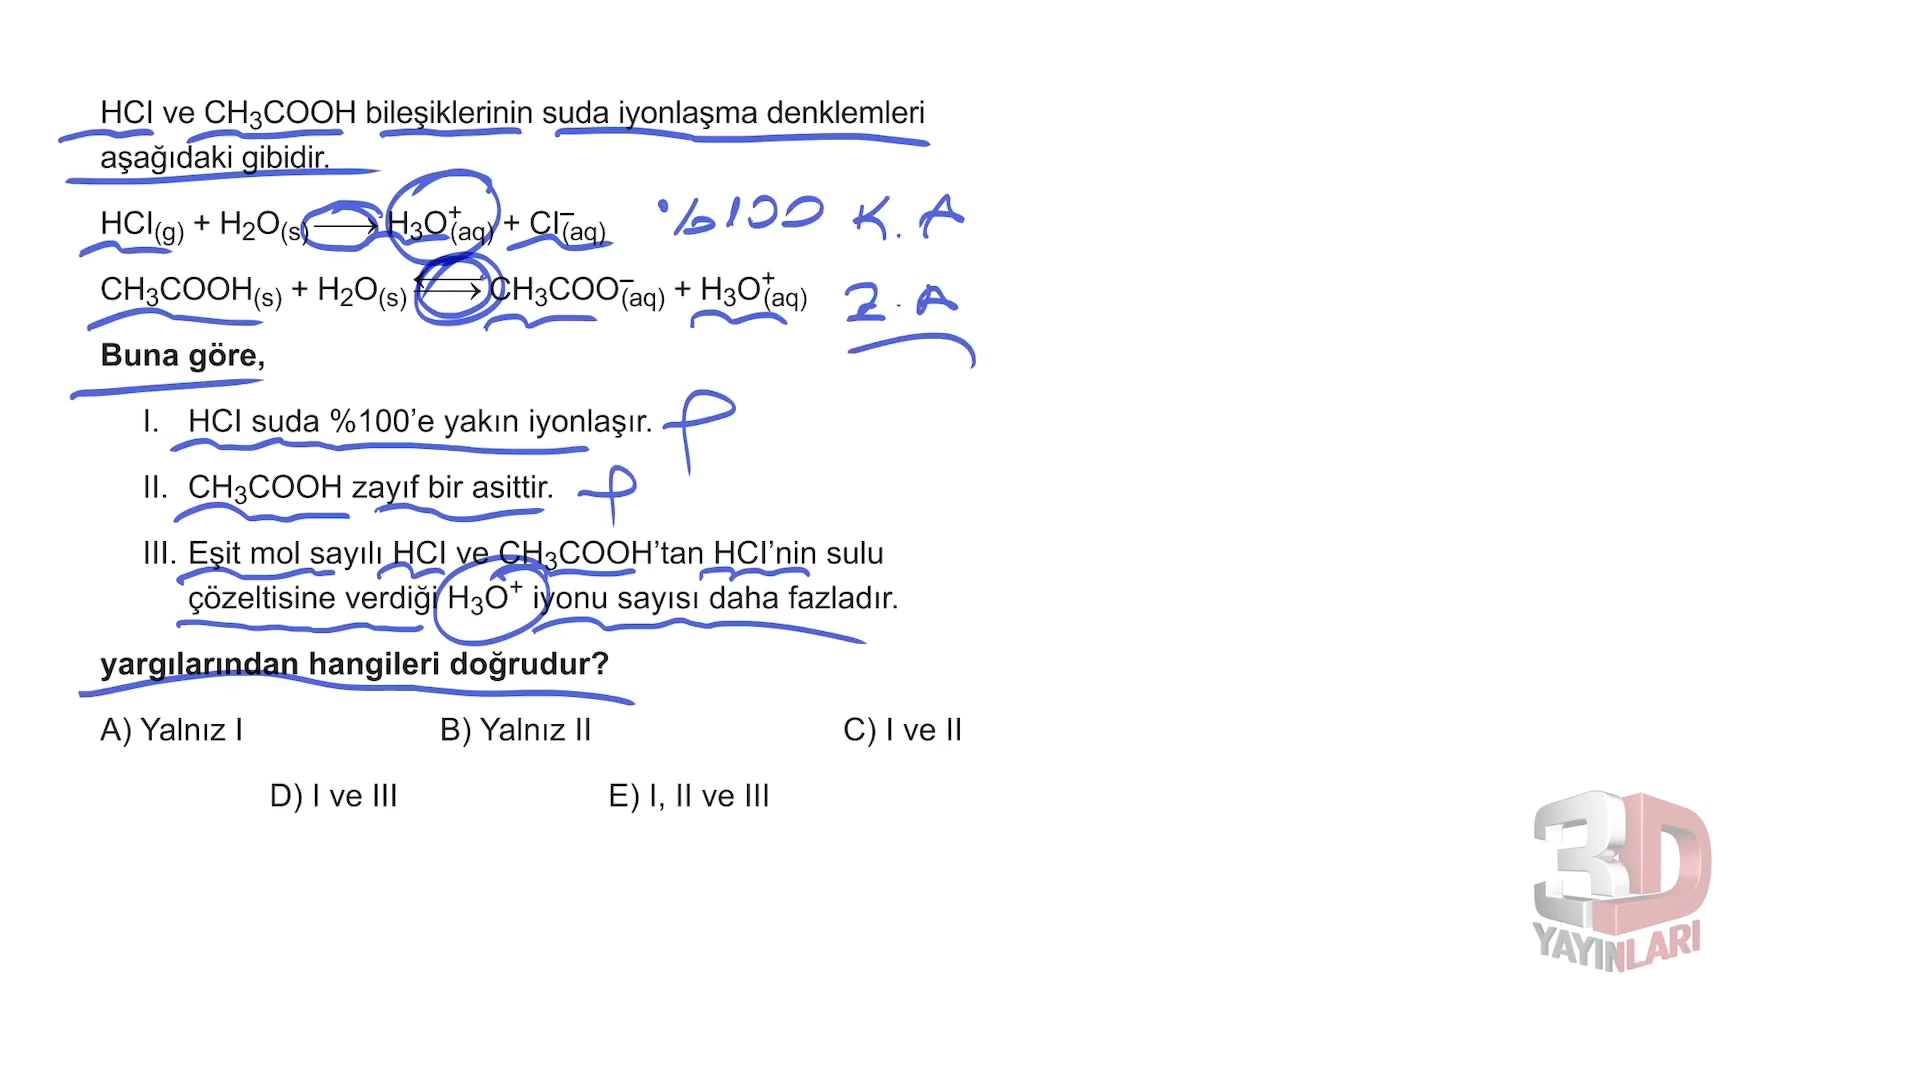 HCl ve CH₃COOH bileşiklerinin suda iyonlaşma denklemleri
aşağıdaki gibidir.
HCl(g) + H₂O(s) ⟶ H₃O⁺(aq) + Cl⁻(aq) %100 K.A
CH₃COOH(s) + H₂O(s) ⇌ CH₃COO⁻(aq) + H₃O⁺(aq) Z.A
Buna göre,
I. HCl suda %100’e yakın iyonlaşır.
II. CH₃COOH zayıf bir asittir.
III. Eşit mol sayılı HCl ve CH₃COOH’tan HCl’nin sulu
çözeltisine verdiği H₃O⁺ iyonu sayısı daha fazladır.
yargılarından hangileri doğrudur?
A) Yalnız I B) Yalnız II C) I ve II
D) I ve III E) I, II ve III
3D
YAYINLARI